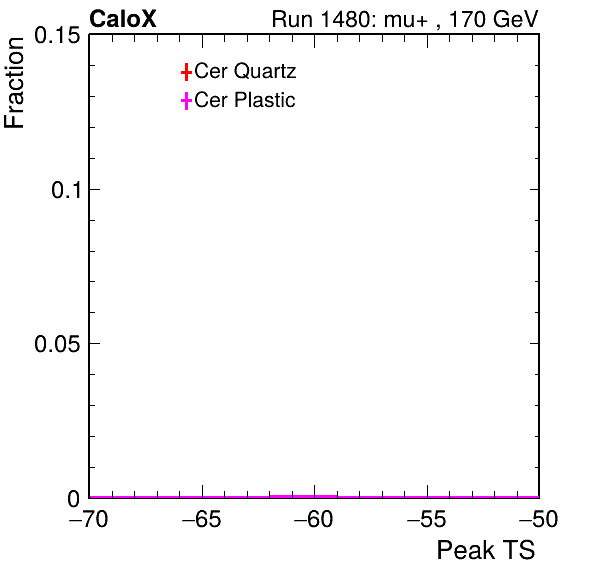 CaloX Run 1480: mu+ , 170 GeV
Fraction
0.15
Cer Quartz
Cer Plastic
0.1
0.05
0
−70 −65 −60 −55 −50
Peak TS